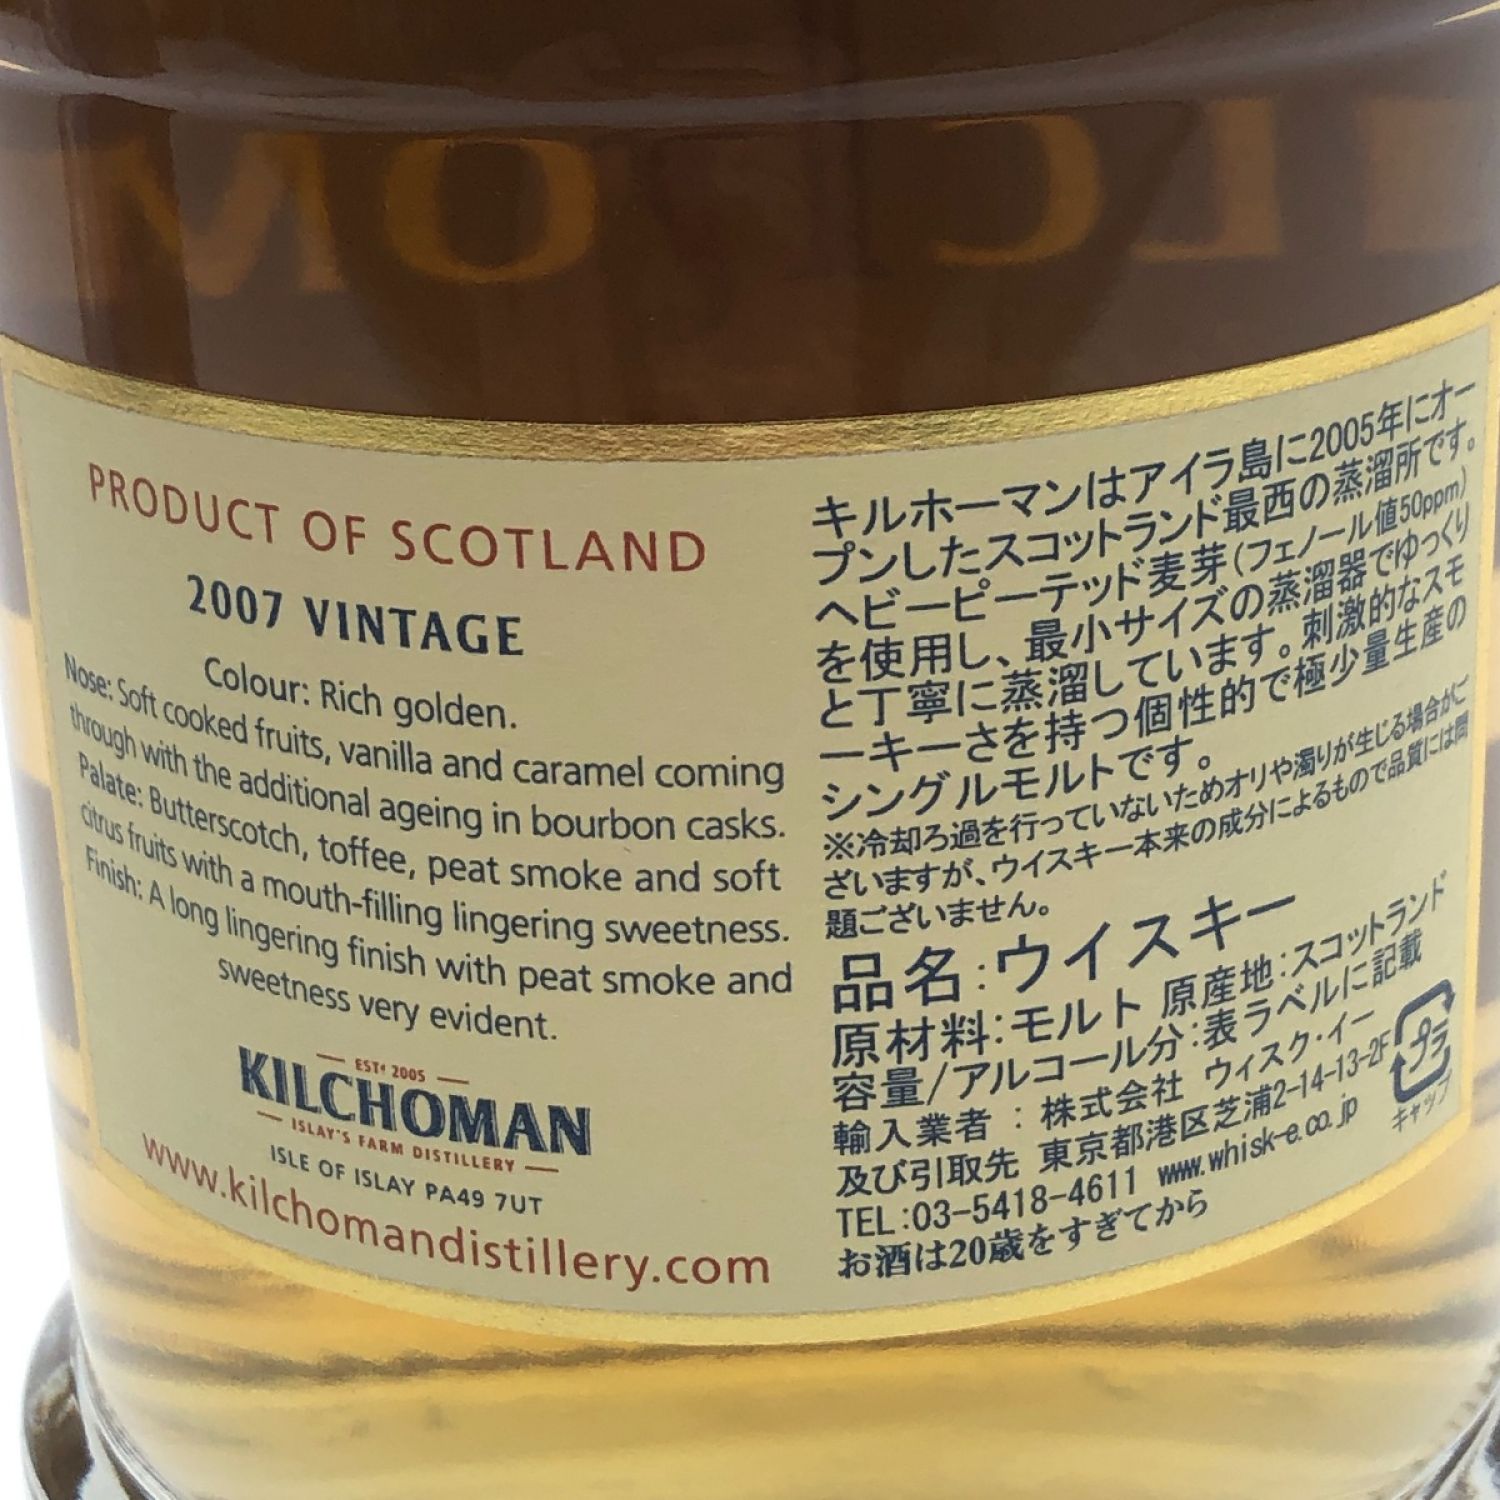 PRODUCT OF SCOTLAND
2007 VINTAGE
Colour: Rich golden.
Nose: Soft cooked fruits, vanilla and caramel coming
through with the additional ageing in bourbon casks.
Palate: Butterscotch, toffee, peat smoke and soft
citrus fruits with a mouth-filling lingering sweetness.
Finish: A long lingering finish with peat smoke and
sweetness very evident.
ESTᵈ 2005
KILCHOMAN
ISLAY'S FARM DISTILLERY
ISLE OF ISLAY PA49 7UT
www.kilchomandistillery.com
キルホーマンはアイラ島に2005年にオー
プンしたスコットランド最西の蒸溜所です。
ヘビーピーテッド麦芽(フェノール値50ppm)
を使用し、最小サイズの蒸溜器でゆっくり
と丁寧に蒸溜しています。刺激的なスモ
ーキーさを持つ個性的で極少量生産の
シングルモルトです。
※冷却ろ過を行っていないためオリや濁りが生じる場合がご
ざいますが、ウイスキー本来の成分によるもので品質には問
題ございません。
品名:ウイスキー
原材料:モルト 原産地:スコットランド
容量/アルコール分:表ラベルに記載
輸入業者 : 株式会社 ウィスク・イー
及び引取先 東京都港区芝浦2-14-13-2F
TEL:03-5418-4611 www.whisk-e.co.jp
お酒は20歳をすぎてから
プラ
キャップ